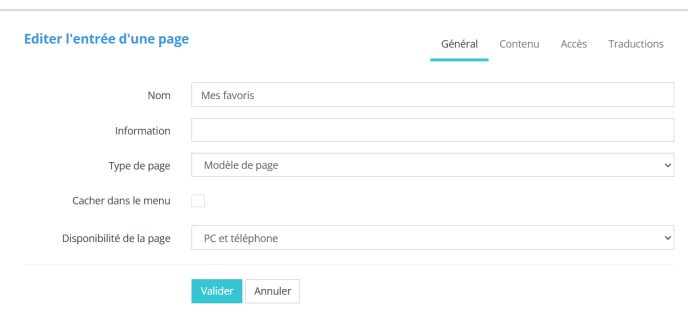 Editer l'entrée d'une page
Général Contenu Accès Traductions
Nom Mes favoris
Information
Type de page Modèle de page
Cacher dans le menu
Disponibilité de la page PC et téléphone
Valider Annuler